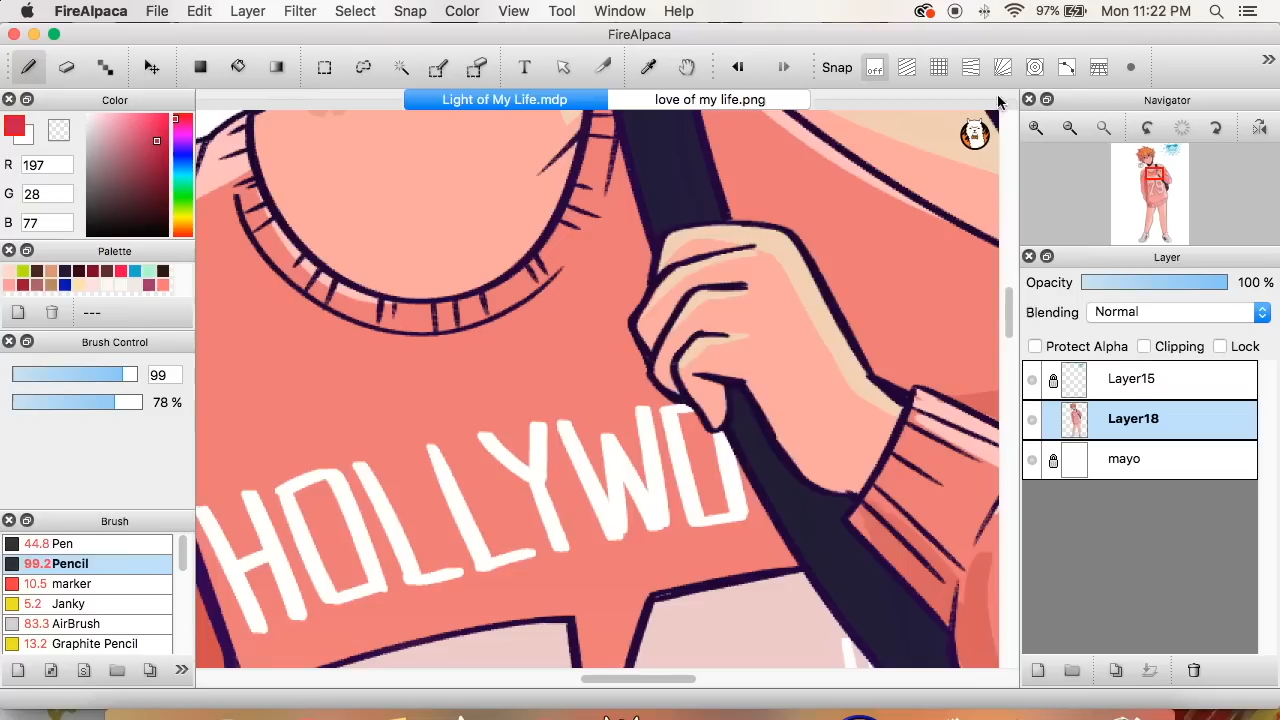 FireAlpaca File Edit Layer Filter Select Snap Color View Tool Window Help 97% Mon 11:22 PM
FireAlpaca
T Snap off
Color
Light of My Life.mdp love of my life.png
Navigator
R 197
G 28
B 77
Palette
---
Brush Control
99
78 %
Brush
44.8 Pen
99.2 Pencil
10.5 marker
5.2 Janky
83.3 AirBrush
13.2 Graphite Pencil
HOLLYWO
79
Layer
Opacity 100 %
Blending Normal
Protect Alpha Clipping Lock
Layer15
Layer18
mayo